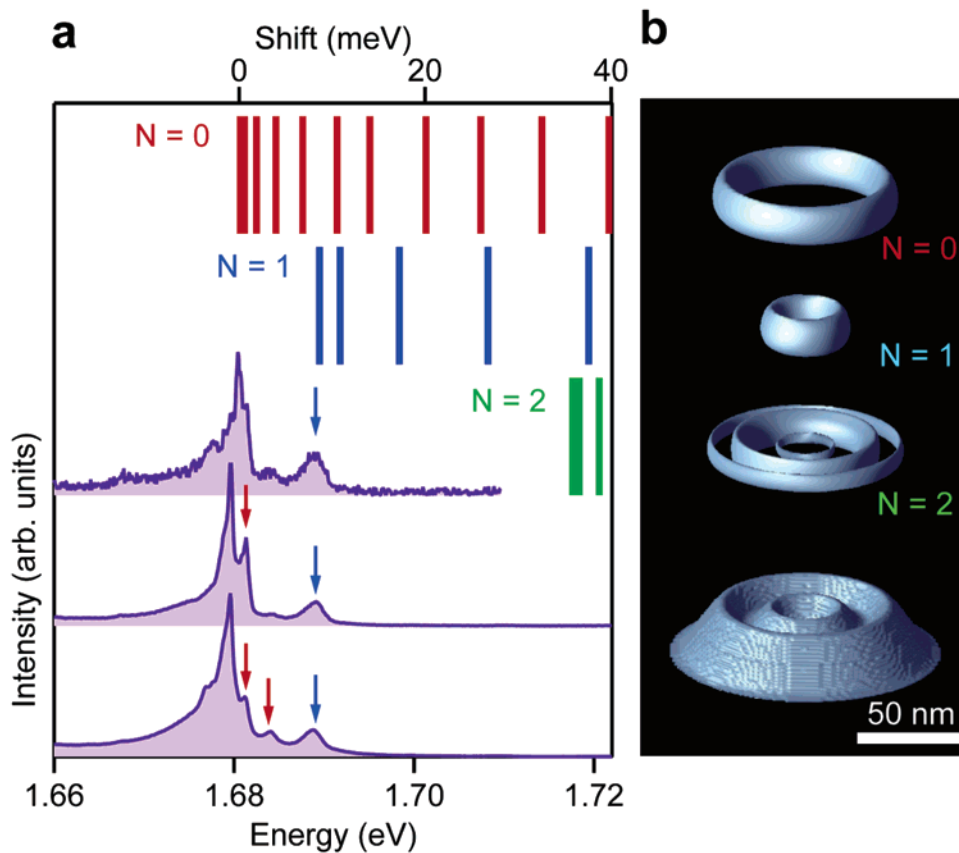 a
b
Shift (meV)
0
20
40
N = 0
N = 1
N = 2
Intensity (arb. units)
1.66
1.68
1.70
1.72
Energy (eV)
N = 0
N = 1
N = 2
50 nm